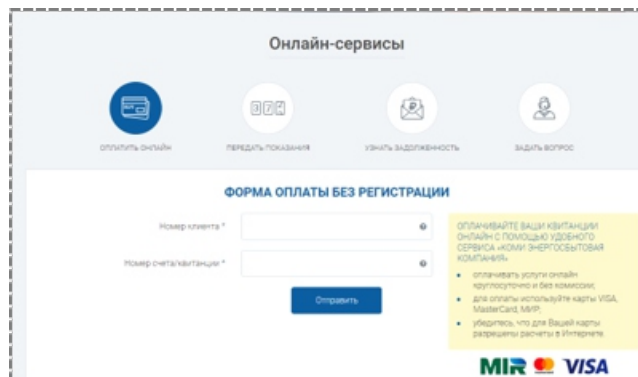 Онлайн-сервисы
ОПЛАТИТЬ ОНЛАЙН
ПЕРЕДАТЬ ПОКАЗАНИЯ
УЗНАТЬ ЗАДОЛЖЕННОСТЬ
ЗАДАТЬ ВОПРОС
ФОРМА ОПЛАТЫ БЕЗ РЕГИСТРАЦИИ
Номер клиента *
Номер счета/квитанции *
Отправить
ОПЛАЧИВАЙТЕ ВАШИ КВИТАНЦИИ
ОНЛАЙН С ПОМОЩЬЮ УДОБНОГО
СЕРВИСА «КОМИ ЭНЕРГОСБЫТОВАЯ
КОМПАНИЯ»
оплачивать услуги онлайн
круглосуточно и без комиссии;
для оплаты используйте карты VISA,
MasterCard, МИР;
убедитесь, что для Вашей карты
разрешены расчеты в Интернете.
MIR VISA